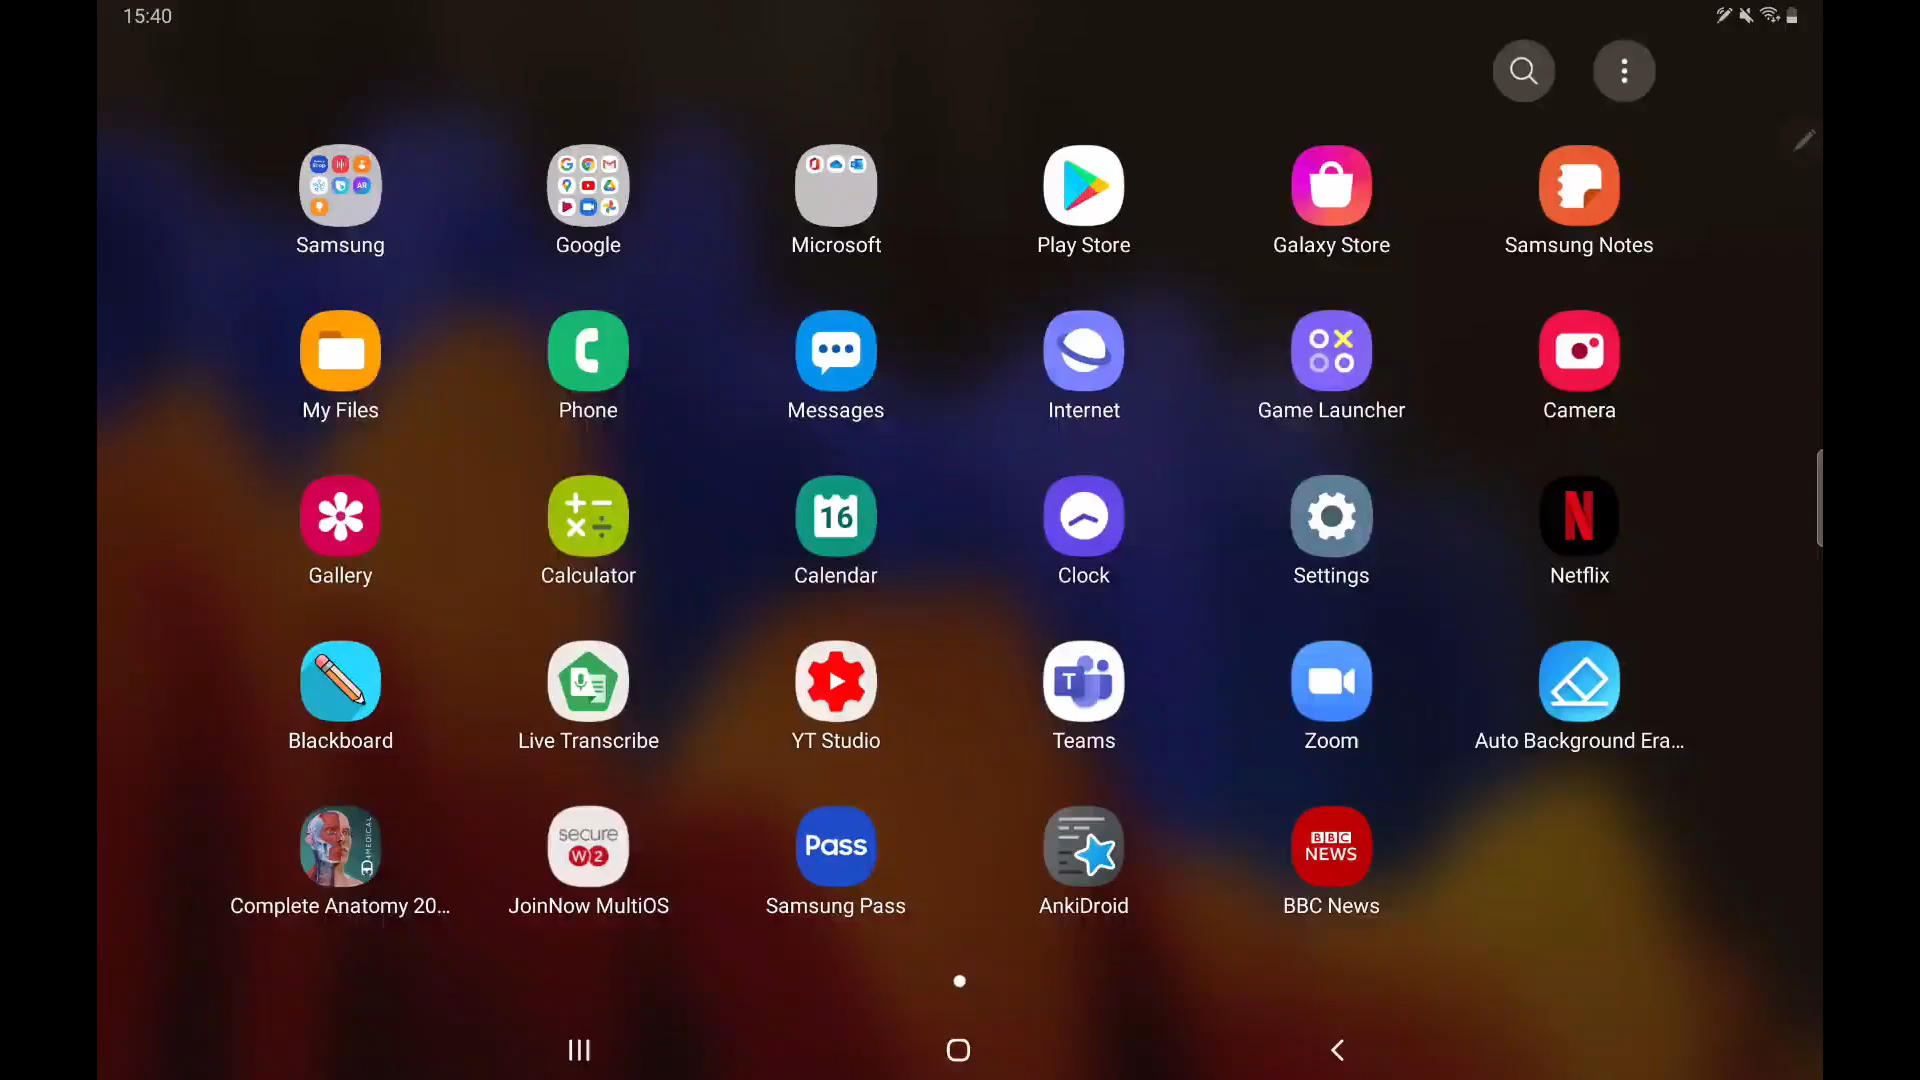 15:40
Samsung
Google
Microsoft
Play Store
Galaxy Store
Samsung Notes
My Files
Phone
Messages
Internet
Game Launcher
Camera
16
N
Gallery
Calculator
Calendar
Clock
Settings
Netflix
T
Blackboard
Live Transcribe
YT Studio
Teams
Zoom
Auto Background Era...
3D4MEDICAL
secure
W2
Pass
BBC
NEWS
Complete Anatomy 20...
JoinNow MultiOS
Samsung Pass
AnkiDroid
BBC News